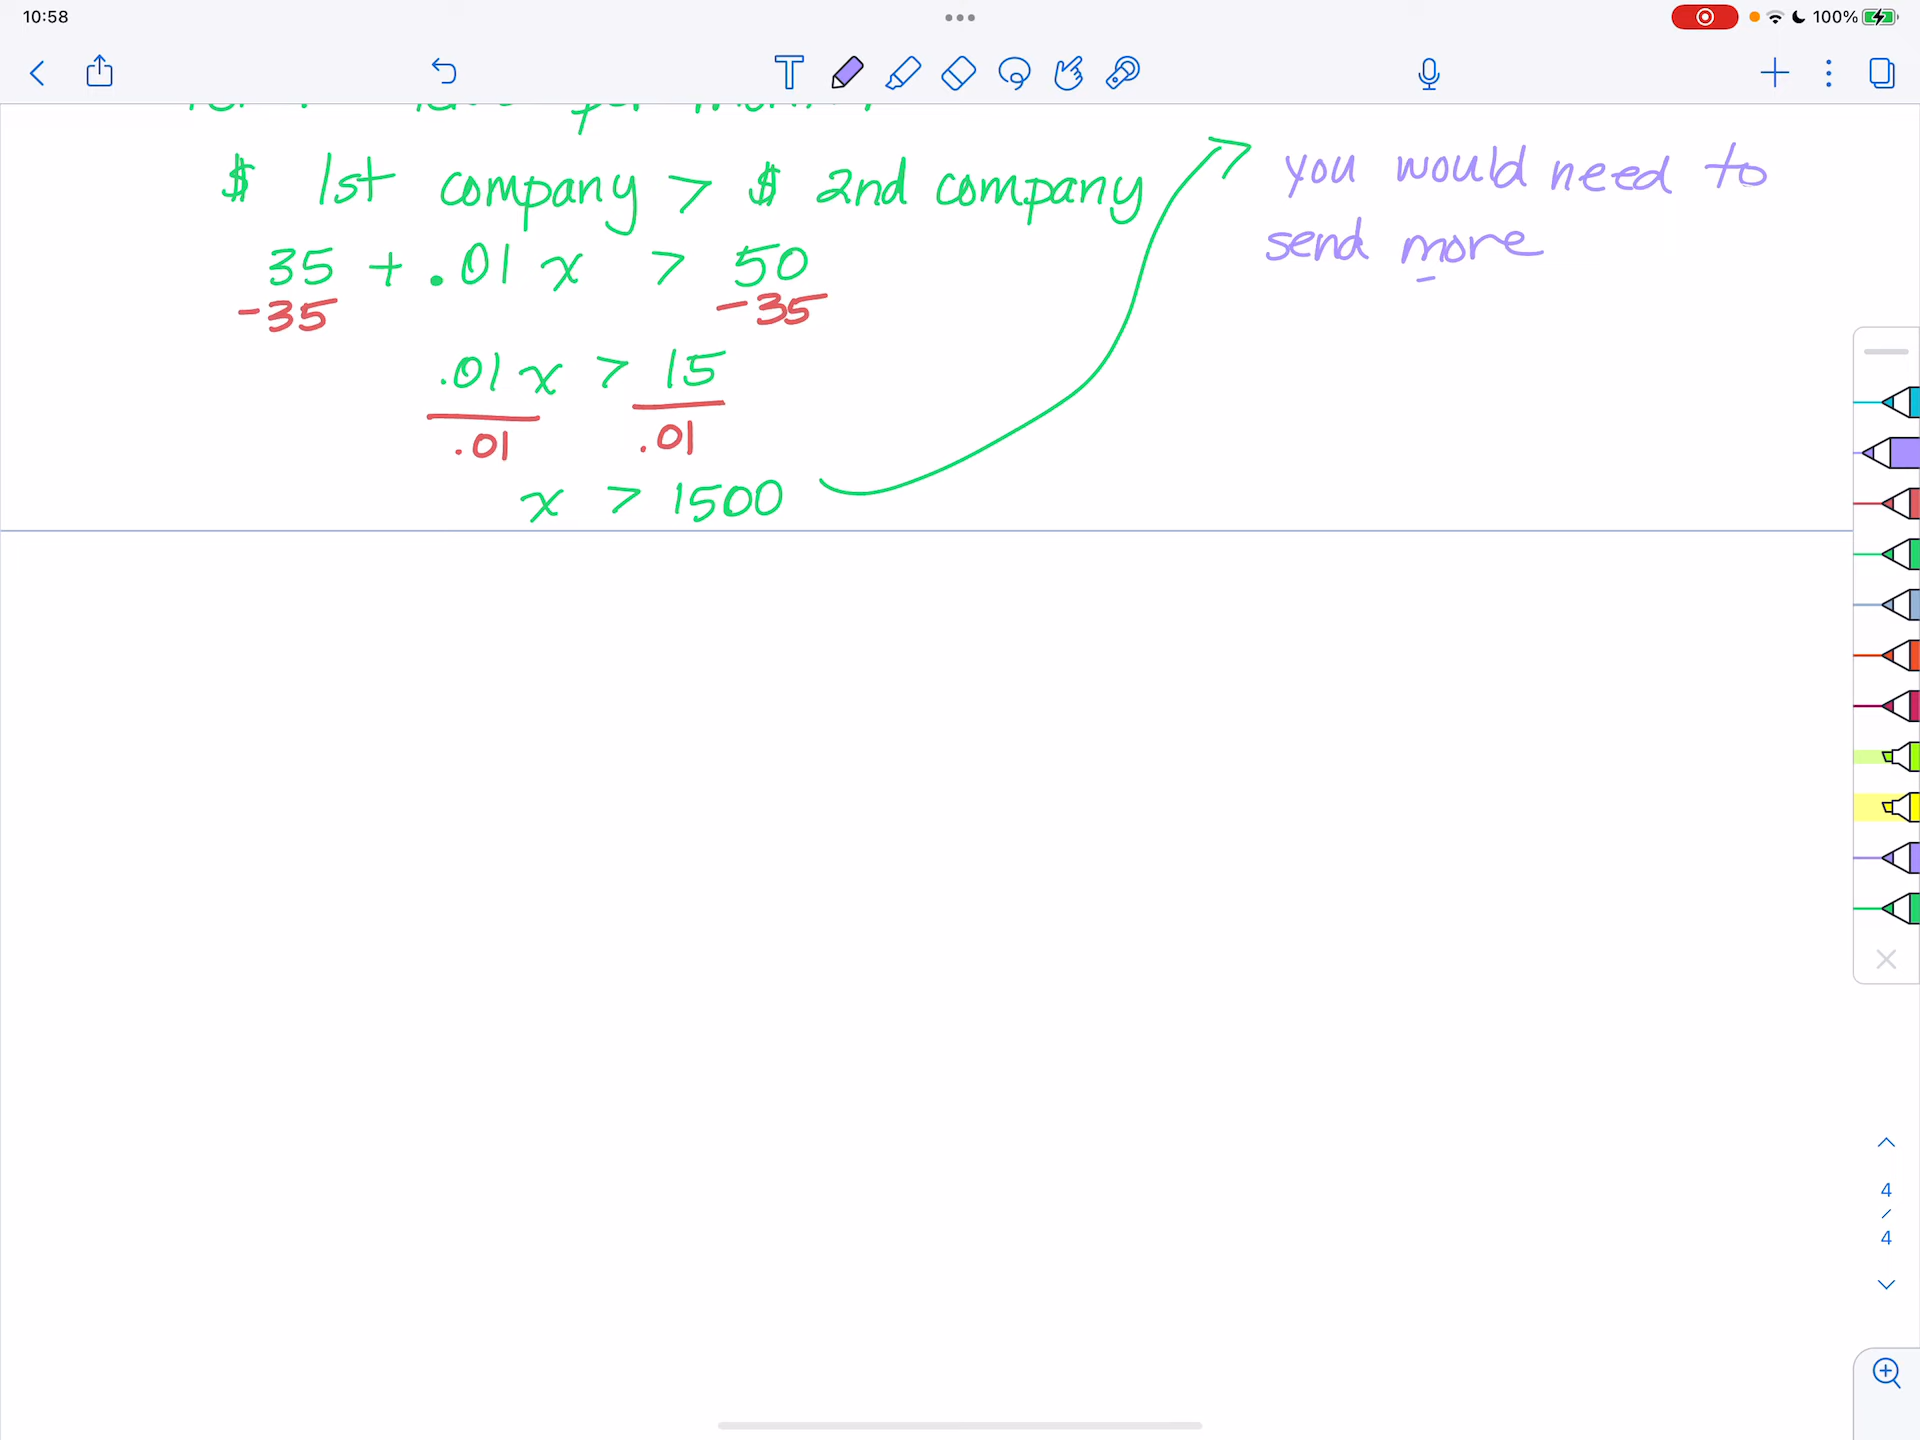 10:58
100%
$ 1st company > $ 2nd company
35 + .01 x > 50
-35 -35
.01 x > 15
.01 .01
x > 1500
you would need to
send more
4
/
4